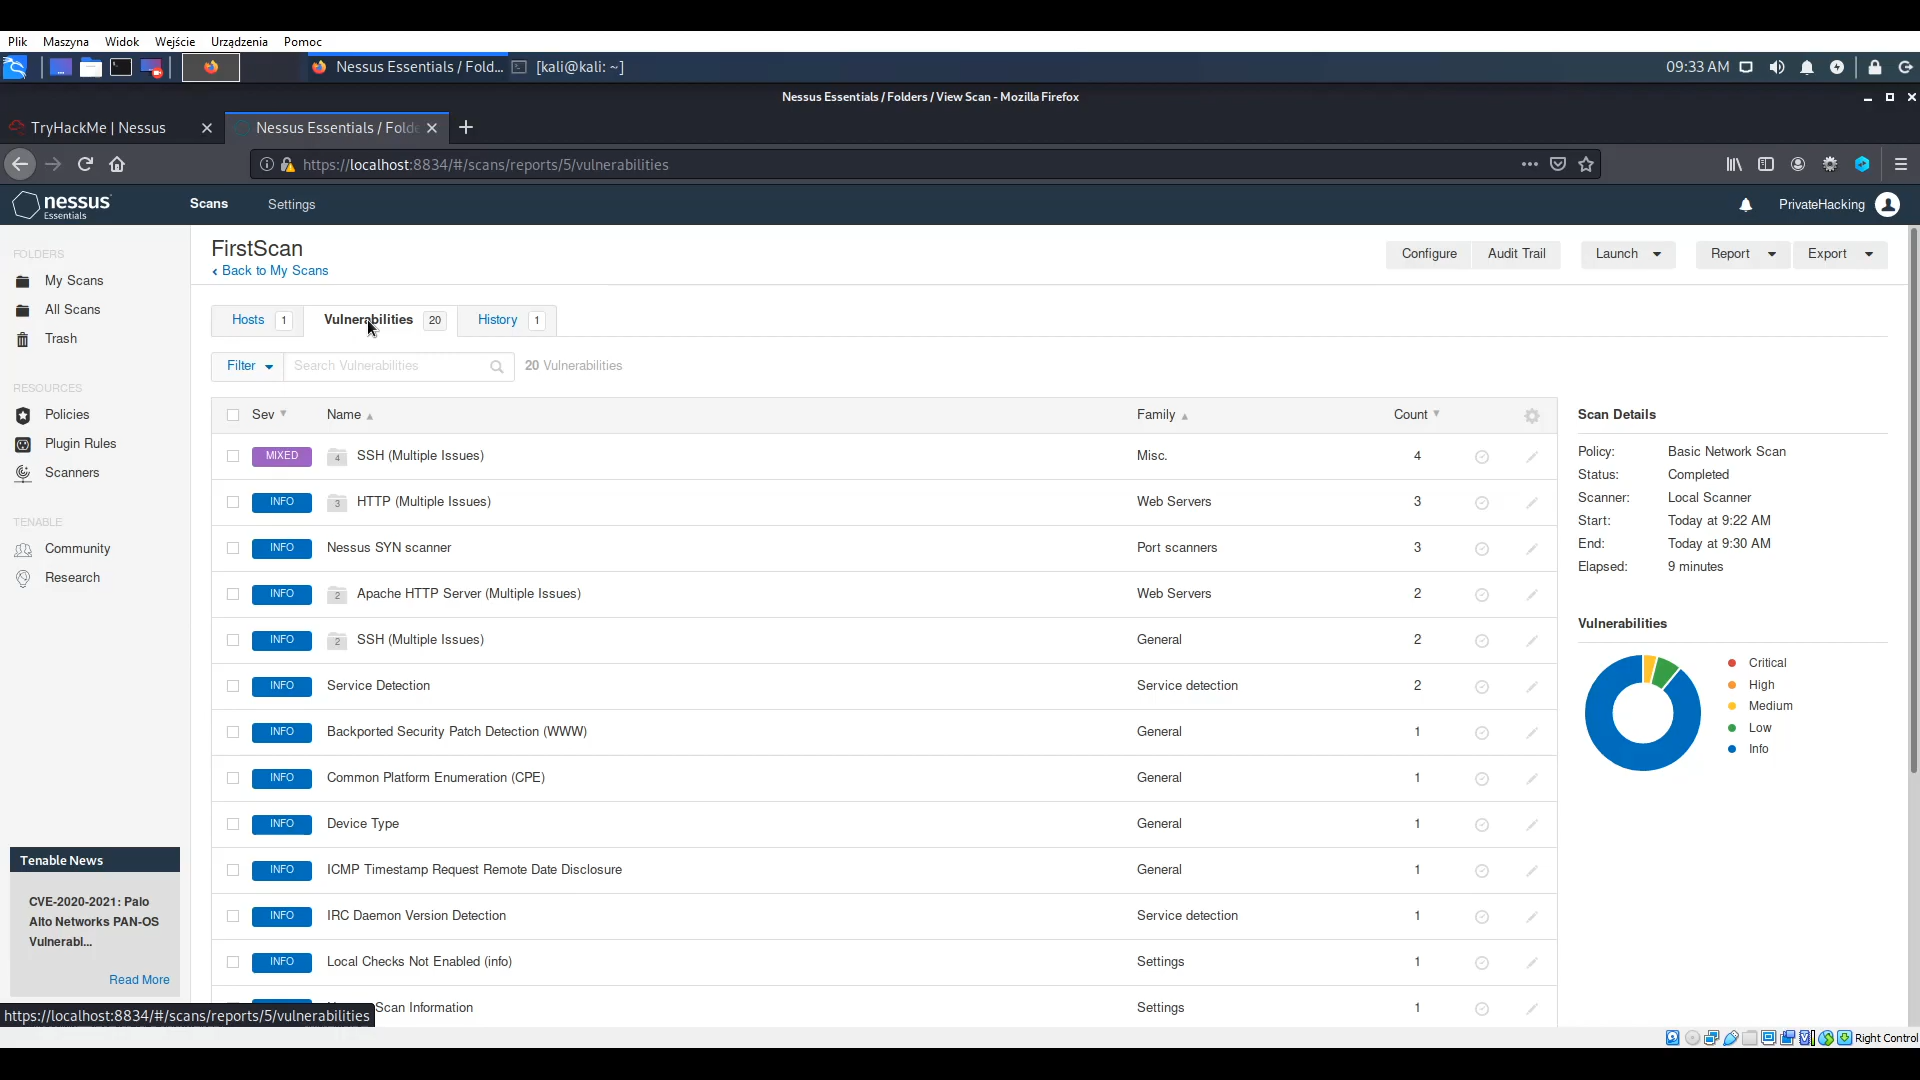 Plik Maszyna Widok Wejście Urządzenia Pomoc
Nessus Essentials / Fold... [kali@kali: ~] 09:33 AM
Nessus Essentials / Folders / View Scan - Mozilla Firefox
TryHackMe | Nessus Nessus Essentials / Folde
https://localhost:8834/#/scans/reports/5/vulnerabilities
nessus Essentials Scans Settings PrivateHacking
FOLDERS
My Scans
All Scans
Trash
RESOURCES
Policies
Plugin Rules
Scanners
TENABLE
Community
Research
Tenable News
CVE-2020-2021: Palo
Alto Networks PAN-OS
Vulnerabl...
Read More
FirstScan
Back to My Scans
Configure Audit Trail Launch Report Export
Hosts 1 Vulnerabilities 20 History 1
Filter Search Vulnerabilities 20 Vulnerabilities
Sev Name Family Count
MIXED 4 SSH (Multiple Issues) Misc. 4
INFO 3 HTTP (Multiple Issues) Web Servers 3
INFO Nessus SYN scanner Port scanners 3
INFO 2 Apache HTTP Server (Multiple Issues) Web Servers 2
INFO 2 SSH (Multiple Issues) General 2
INFO Service Detection Service detection 2
INFO Backported Security Patch Detection (WWW) General 1
INFO Common Platform Enumeration (CPE) General 1
INFO Device Type General 1
INFO ICMP Timestamp Request Remote Date Disclosure General 1
INFO IRC Daemon Version Detection Service detection 1
INFO Local Checks Not Enabled (info) Settings 1
Scan Information Settings 1
Scan Details
Policy: Basic Network Scan
Status: Completed
Scanner: Local Scanner
Start: Today at 9:22 AM
End: Today at 9:30 AM
Elapsed: 9 minutes
Vulnerabilities
Critical
High
Medium
Low
Info
https://localhost:8834/#/scans/reports/5/vulnerabilities
Right Control